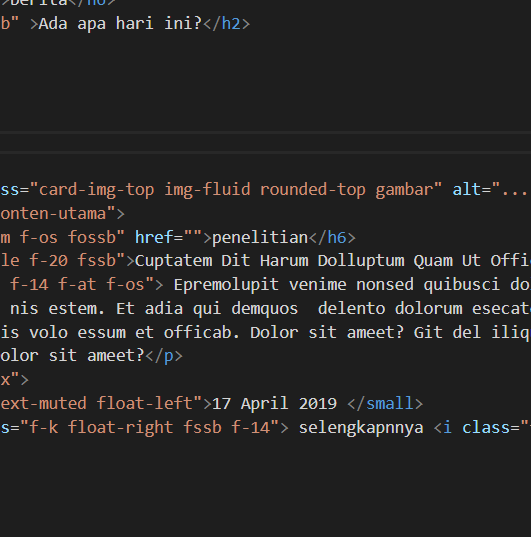 >berita</h6>
b" >Ada apa hari ini?</h2>
ss="card-img-top img-fluid rounded-top gambar" alt="...
onten-utama">
m f-os fossb" href="">penelitian</h6>
le f-20 fssb">Cuptatem Dit Harum Dolluptum Quam Ut Offi
f-14 f-at f-os"> Epremolupit venime nonsed quibusci do
nis estem. Et adia qui demquos  delento dolorum esecat
is volo essum et officab. Dolor sit ameet? Git del iliq
olor sit ameet?</p>
x">
ext-muted float-left">17 April 2019 </small>
s="f-k float-right fssb f-14"> selengkapnnya <i class="